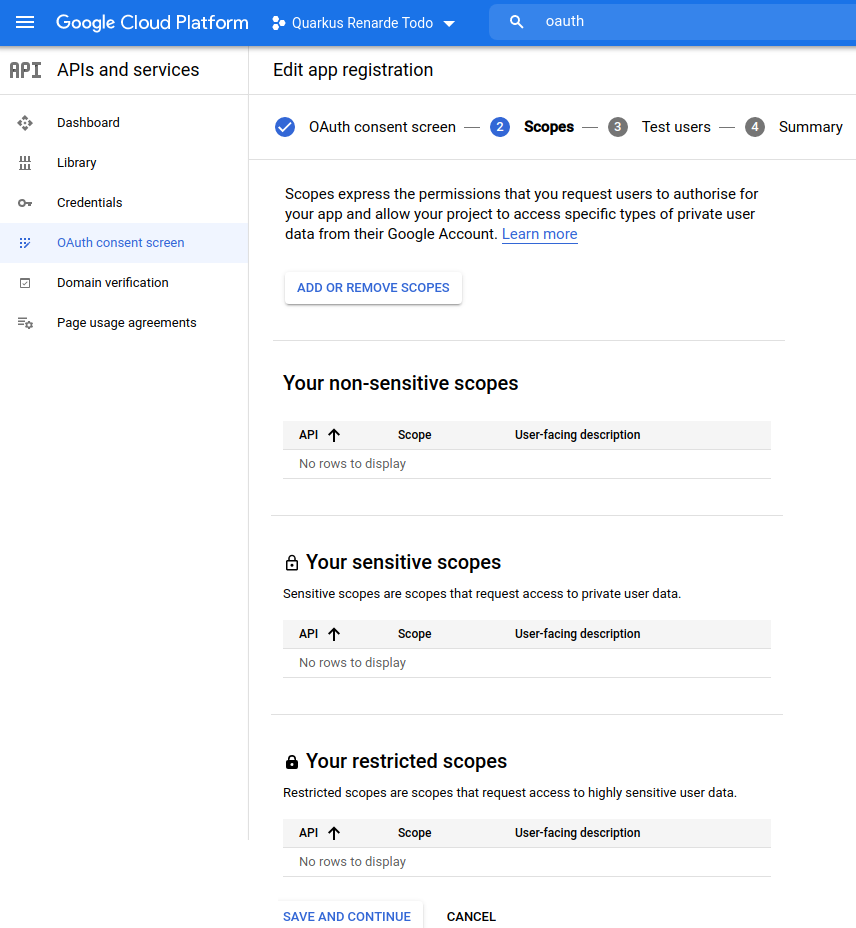 Google Cloud Platform
Quarkus Renarde Todo
oauth
API
APIs and services
Edit app registration
Dashboard
Library
Credentials
OAuth consent screen
Domain verification
Page usage agreements
OAuth consent screen — 2 Scopes — 3 Test users — 4 Summary
Scopes express the permissions that you request users to authorise for
your app and allow your project to access specific types of private user
data from their Google Account. Learn more
ADD OR REMOVE SCOPES
Your non-sensitive scopes
API Scope User-facing description
No rows to display
Your sensitive scopes
Sensitive scopes are scopes that request access to private user data.
API Scope User-facing description
No rows to display
Your restricted scopes
Restricted scopes are scopes that request access to highly sensitive user data.
API Scope User-facing description
No rows to display
SAVE AND CONTINUE CANCEL